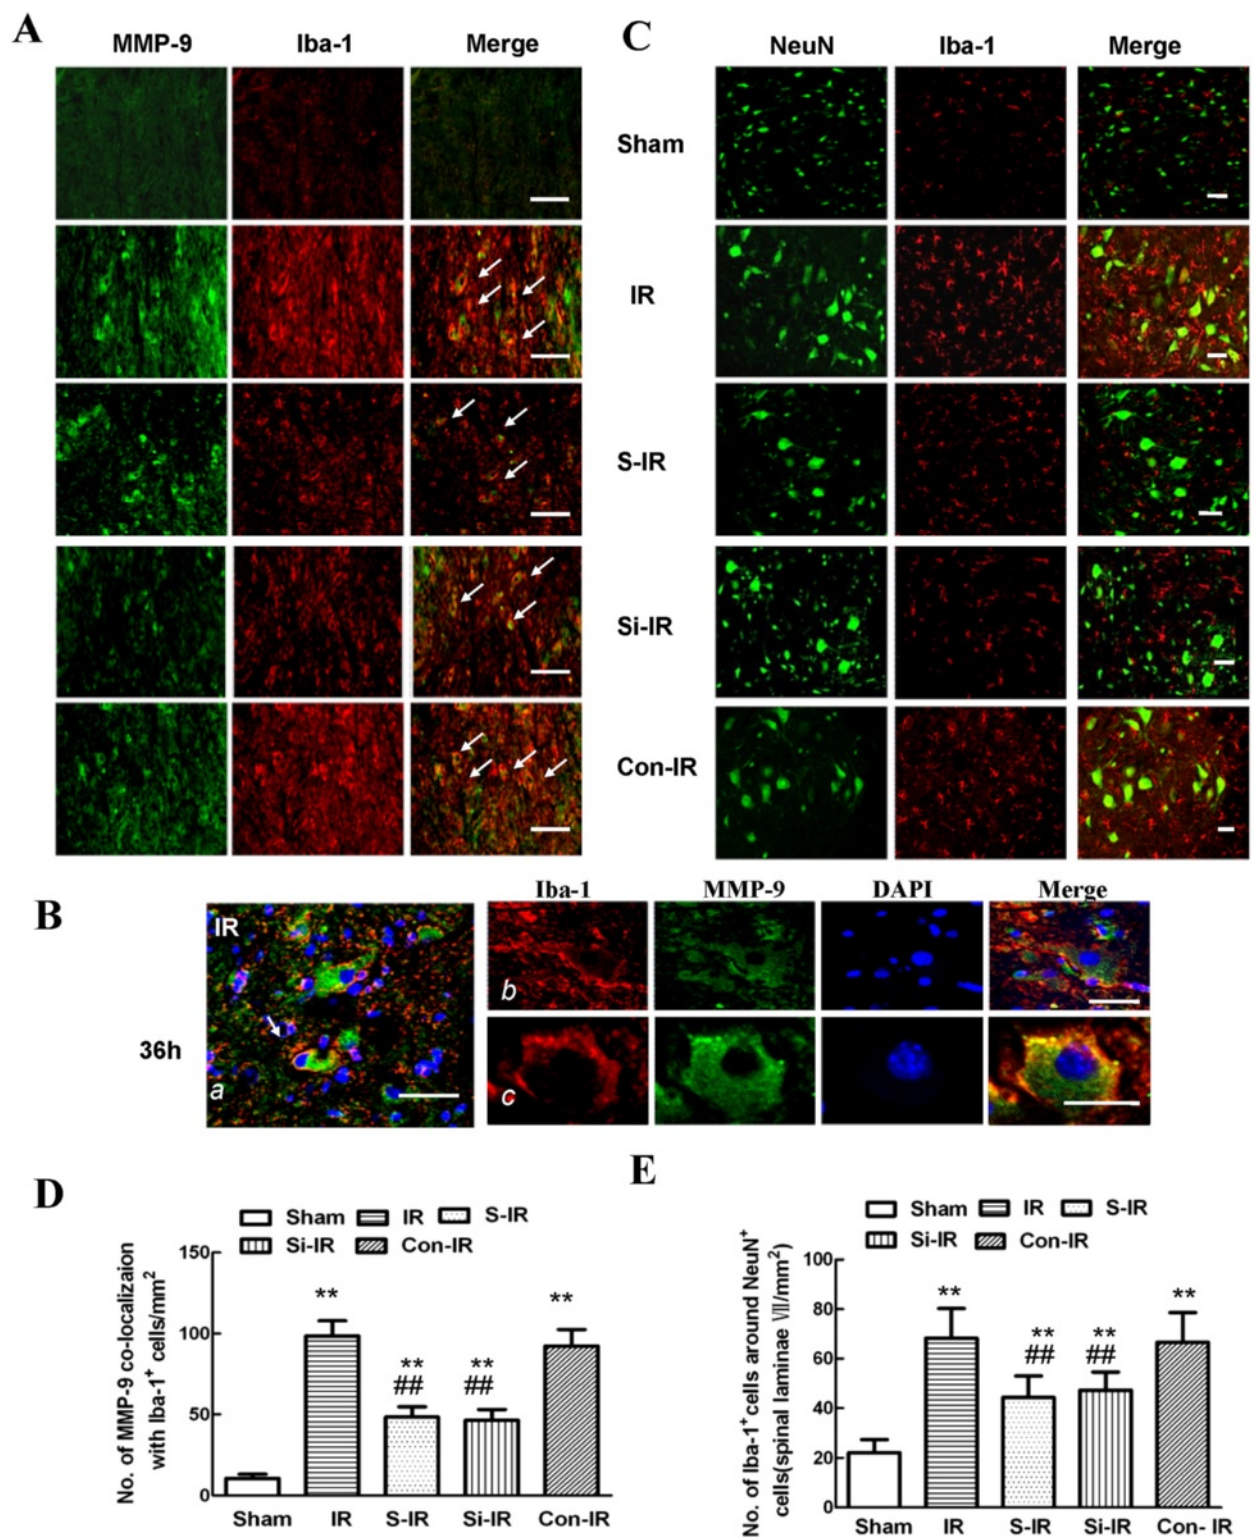 A
MMP-9 Iba-1 Merge
C
NeuN Iba-1 Merge
Sham
IR
S-IR
Si-IR
Con-IR
B
IR
36h
a
Iba-1 MMP-9 DAPI Merge
b
c
D
Sham IR S-IR
Si-IR Con-IR
No. of MMP-9 co-localizaion
with Iba-1+ cells/mm2
150
100
50
0
**
**
##
**
##
**
Sham IR S-IR Si-IR Con-IR
E
Sham IR S-IR
Si-IR Con-IR
No. of Iba-1+ cells around NeuN+
cells(spinal laminae Ⅶ/mm2)
100
80
60
40
20
0
**
**
##
**
##
**
Sham IR S-IR Si-IR Con- IR